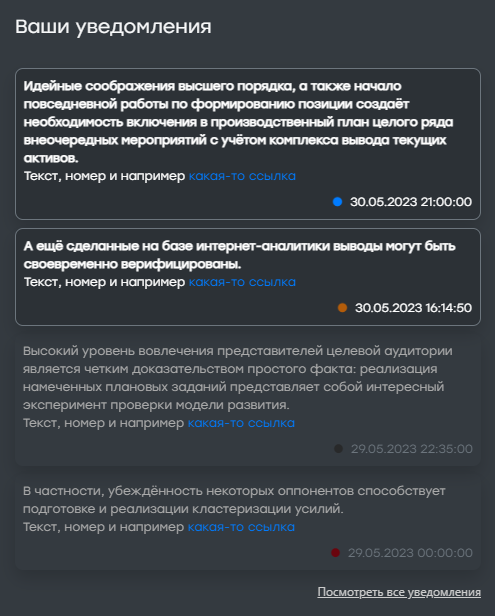 Ваши уведомления
Идейные соображения высшего порядка, а также начало
повседневной работы по формированию позиции создаёт
необходимость включения в производственный план целого ряда
внеочередных мероприятий с учётом комплекса вывода текущих
активов.
Текст, номер и например какая-то ссылка
30.05.2023 21:00:00
А ещё сделанные на базе интернет-аналитики выводы могут быть
своевременно верифицированы.
Текст, номер и например какая-то ссылка
30.05.2023 16:14:50
Высокий уровень вовлечения представителей целевой аудитории
является четким доказательством простого факта: реализация
намеченных плановых заданий представляет собой интересный
эксперимент проверки модели развития.
Текст, номер и например какая-то ссылка
29.05.2023 22:35:00
В частности, убеждённость некоторых оппонентов способствует
подготовке и реализации кластеризации усилий.
Текст, номер и например какая-то ссылка
29.05.2023 00:00:00
Посмотреть все уведомления